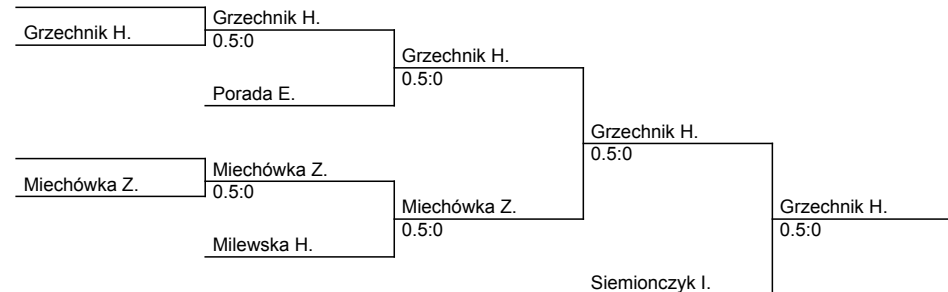 Grzechnik H.
Grzechnik H.
0.5:0
Porada E.
Grzechnik H.
0.5:0
Miechówka Z.
Miechówka Z.
0.5:0
Milewska H.
Miechówka Z.
0.5:0
Grzechnik H.
0.5:0
Siemionczyk I.
Grzechnik H.
0.5:0